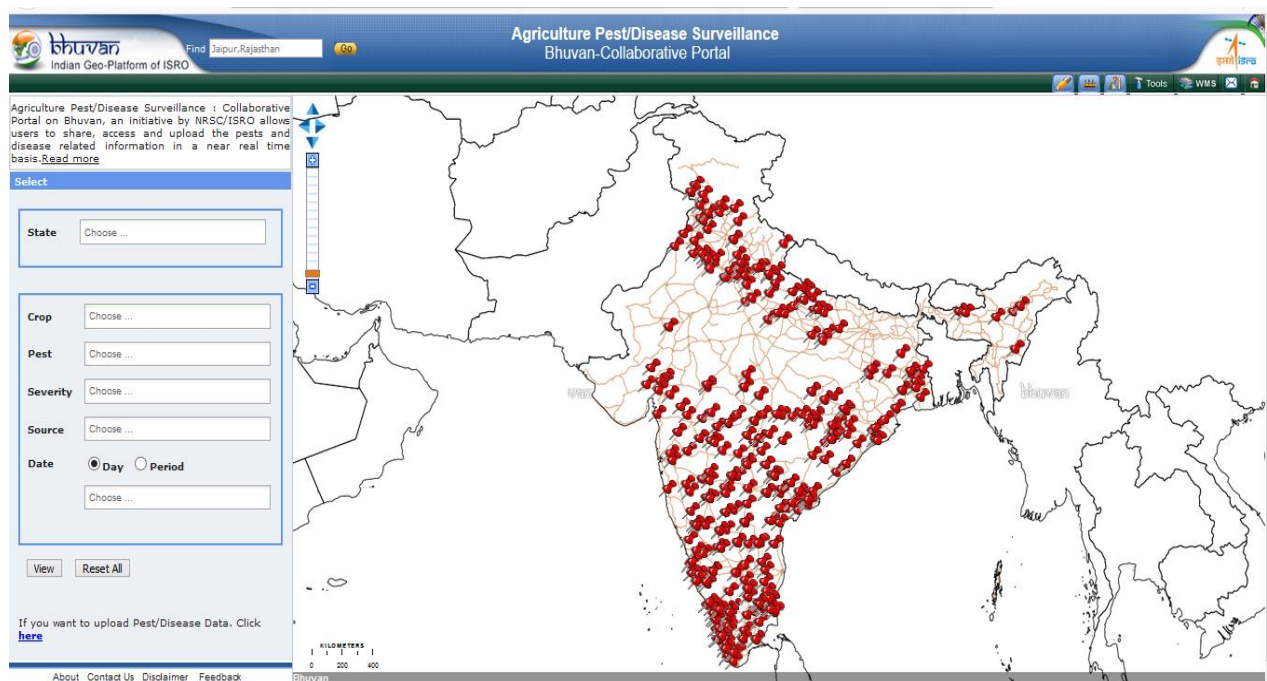 bhuvan
Indian Geo-Platform of ISRO
Find Jaipur,Rajasthan Go
Agriculture Pest/Disease Surveillance
Bhuvan-Collaborative Portal
इसरो isro
Tools WMS
Agriculture Pest/Disease Surveillance : Collaborative
Portal on Bhuvan, an initiative by NRSC/ISRO allows
users to share, access and upload the pests and
disease related information in a near real time
basis.Read more
Select
State Choose ...
Crop Choose ...
Pest Choose ...
Severity Choose ...
Source Choose ...
Date Day Period
Choose ...
View Reset All
If you want to upload Pest/Disease Data. Click
here
About Contact Us Disclaimer Feedback
bhuvan
KILOMETERS
0 200 400
Bhuvan